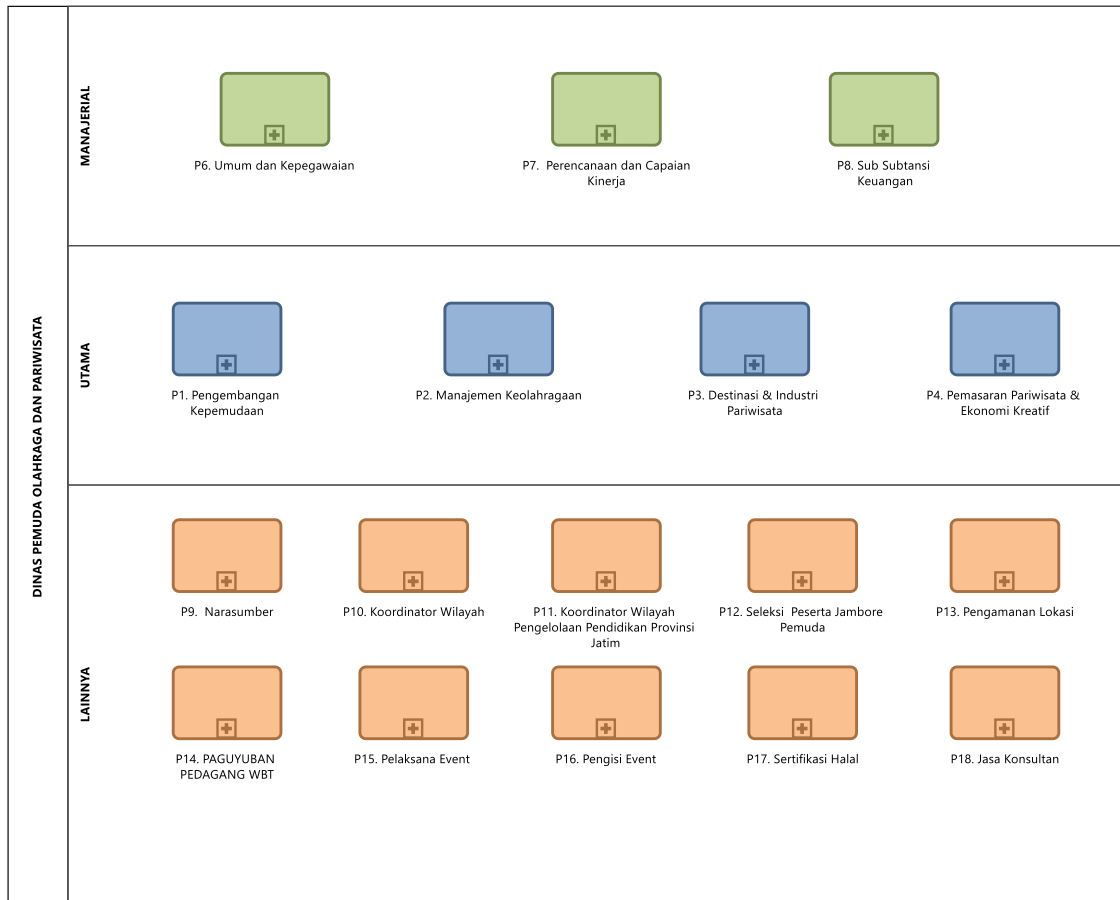 DINAS PEMUDA OLAHRAGA DAN PARIWISATA
MANAJERIAL
P6. Umum dan Kepegawaian
P7.  Perencanaan dan Capaian
Kinerja
P8. Sub Subtansi
Keuangan
UTAMA
P1. Pengembangan
Kepemudaan
P2. Manajemen Keolahragaan
P3. Destinasi & Industri
Pariwisata
P4. Pemasaran Pariwisata &
Ekonomi Kreatif
LAINNYA
P9.  Narasumber
P10. Koordinator Wilayah
P11. Koordinator Wilayah
Pengelolaan Pendidikan Provinsi
Jatim
P12. Seleksi  Peserta Jambore
Pemuda
P13. Pengamanan Lokasi
P14. PAGUYUBAN
PEDAGANG WBT
P15. Pelaksana Event
P16. Pengisi Event
P17. Sertifikasi Halal
P18. Jasa Konsultan